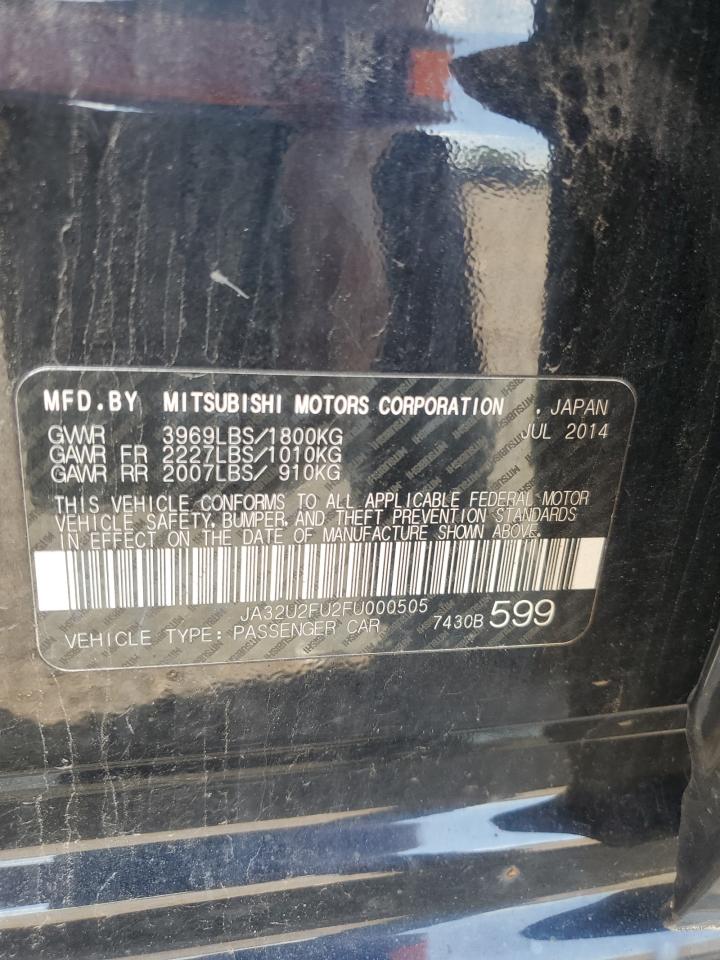 MFD.BY MITSUBISHI MOTORS CORPORATION . JAPAN
GVWR 3969LBS/1800KG JUL 2014
GAWR FR 2227LBS/1010KG
GAWR RR 2007LBS/ 910KG
THIS VEHICLE CONFORMS TO ALL APPLICABLE FEDERAL MOTOR
VEHICLE SAFETY, BUMPER, AND THEFT PREVENTION STANDARDS
IN EFFECT ON THE DATE OF MANUFACTURE SHOWN ABOVE.
JA32U2FU2FU000505
VEHICLE TYPE: PASSENGER CAR 7430B 599